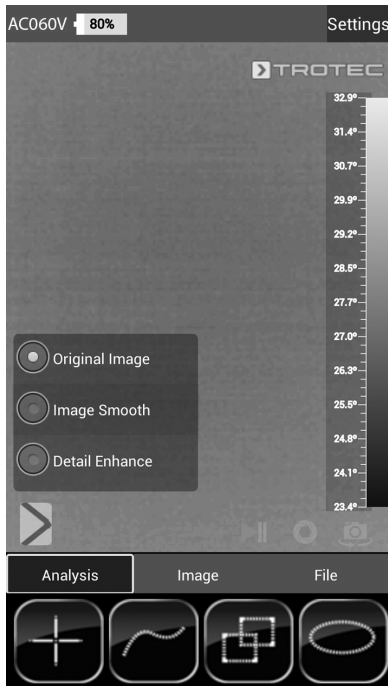 AC060V 80% Settings
TROTEC
32.9°
31.4°
30.7°
29.9°
29.2°
28.5°
27.7°
27.0°
26.3°
25.5°
24.8°
24.1°
23.4°
Original Image
Image Smooth
Detail Enhance
Analysis Image File